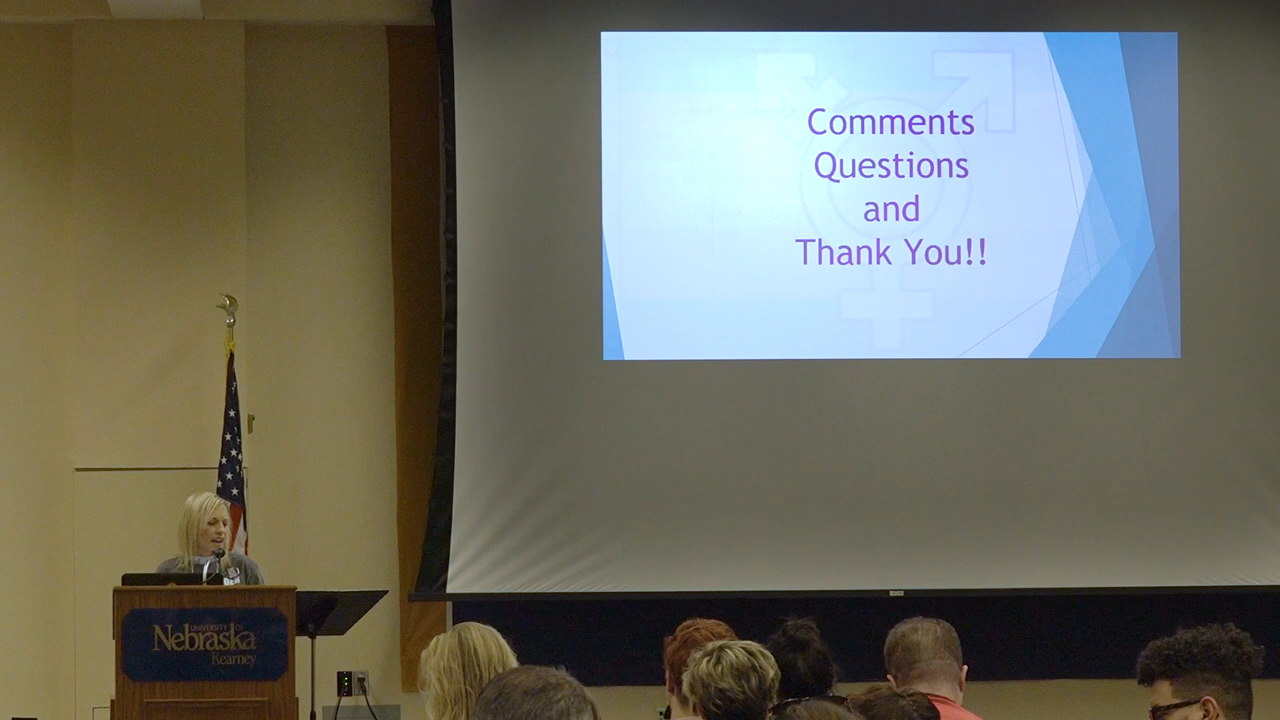 Comments
Questions
and
Thank You!!
UNIVERSITY OF
Nebraska
Kearney